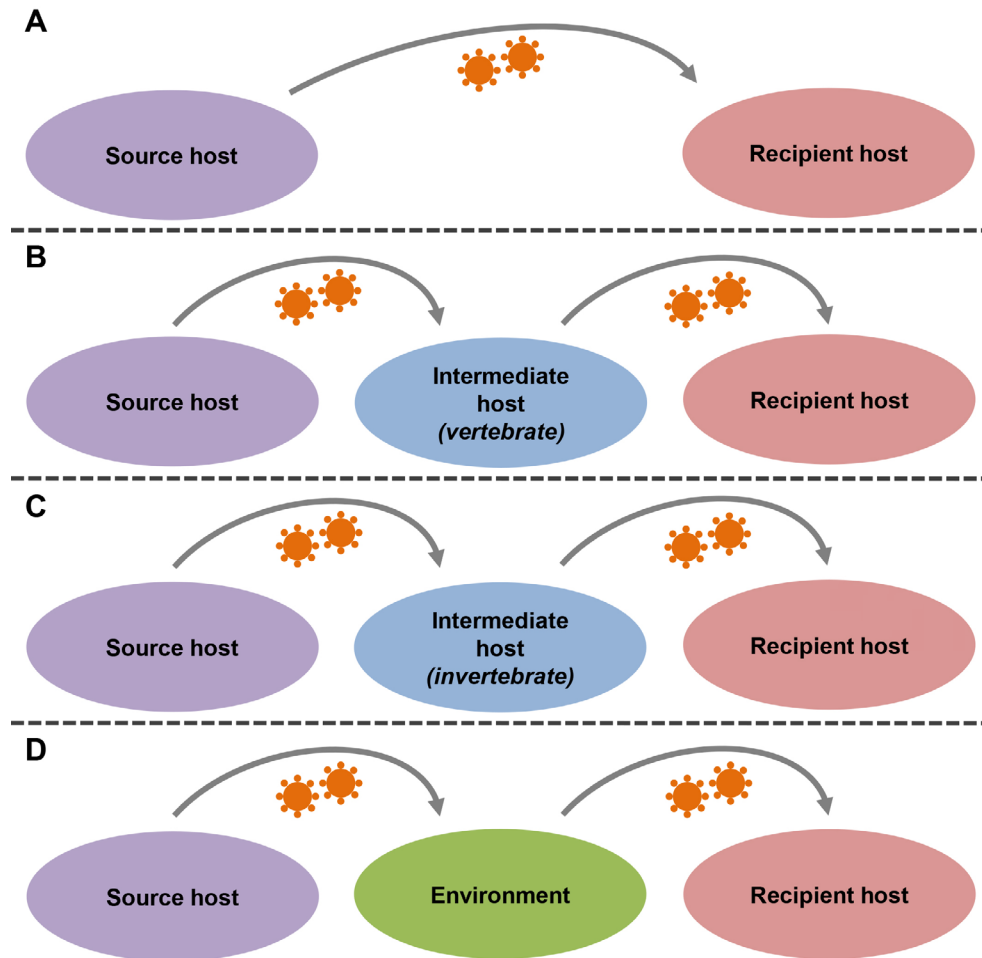 A
Source host
Recipient host
B
Source host
Intermediate
host
(vertebrate)
Recipient host
C
Source host
Intermediate
host
(invertebrate)
Recipient host
D
Source host
Environment
Recipient host